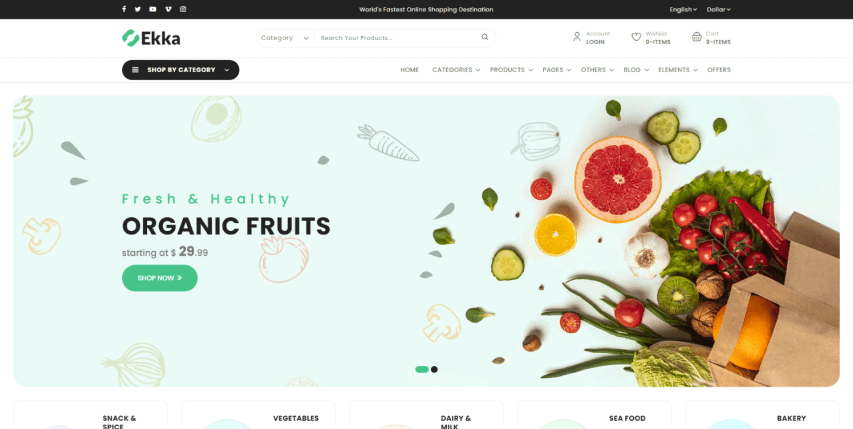 World's Fastest Online Shopping Destination
English
Dollar
Ekka
Category
Search Your Products...
Account
LOGIN
Wishlist
0-ITEMS
Cart
3-ITEMS
SHOP BY CATEGORY
HOME
CATEGORIES
PRODUCTS
PAGES
OTHERS
BLOG
ELEMENTS
OFFERS
Fresh & Healthy
ORGANIC FRUITS
starting at $ 29.99
SHOP NOW »
SNACK &
SPICE
VEGETABLES
DAIRY &
MILK
SEA FOOD
BAKERY